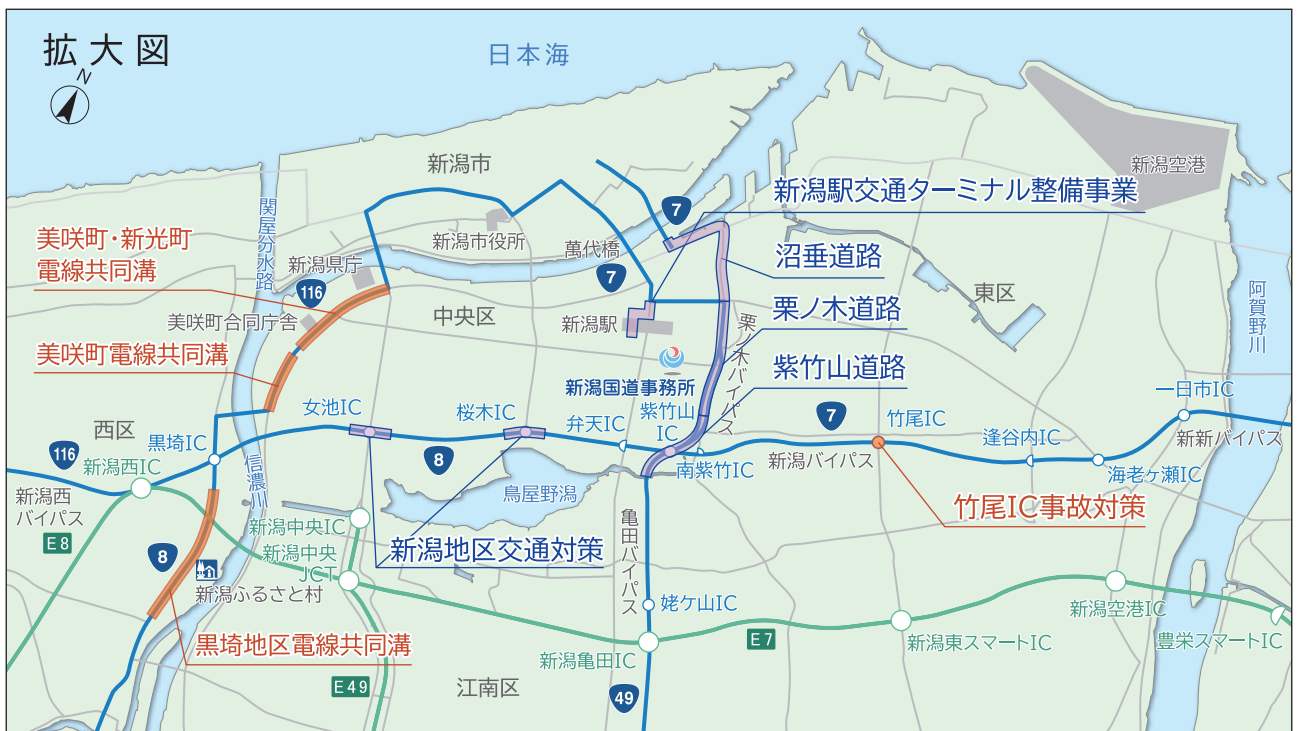 拡大図
N
日本海
新潟市
新潟空港
7
新潟駅交通ターミナル整備事業
関屋分水路
美咲町・新光町
電線共同溝
新潟市役所
萬代橋
沼垂道路
新潟県庁
116
7
東区
阿賀野川
栗ノ木道路
美咲町合同庁舎
中央区
新潟駅
栗ノ木バイパス
美咲町電線共同溝
新潟国道事務所
紫竹山道路
女池IC
桜木IC
弁天IC
紫竹山
IC
7
竹尾IC
一日市IC
西区
黒埼IC
116
新潟西IC
8
南紫竹IC
新潟バイパス
逢谷内IC
新新バイパス
海老ヶ瀬IC
新潟西
バイパス
信濃川
鳥屋野潟
竹尾IC事故対策
E8
新潟中央IC
亀田バイパス
新潟中央
JCT
新潟地区交通対策
8
新潟ふるさと村
姥ケ山IC
新潟空港IC
黒埼地区電線共同溝
新潟亀田IC
E7
新潟東スマートIC
豊栄スマートIC
E49
江南区
49